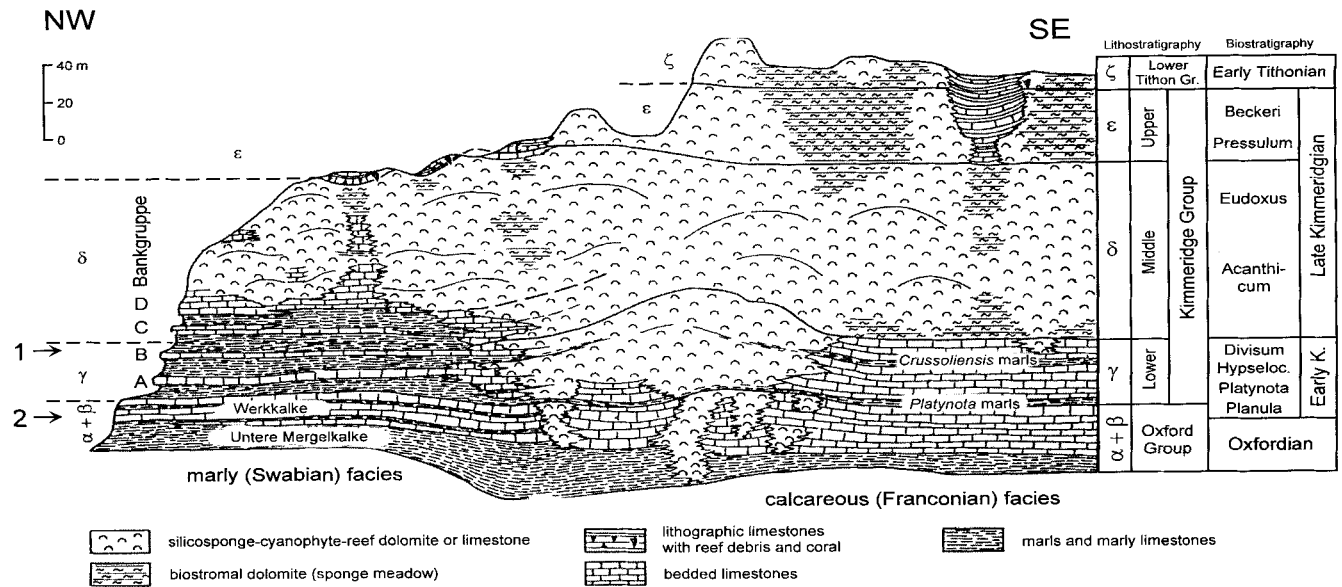 NW
SE
40 m
20
0
Lithostratigraphy
Biostratigraphy
ζ
Lower
Tithon Gr.
Early Tithonian
ε
Upper
Beckeri
Pressulum
δ
Middle
Eudoxus
Acanthi-
cum
Kimmeridge Group
Late Kimmeridgian
γ
Lower
Divisum
Hypseloc.
Platynota
Planula
Early K.
α + β
Oxford
Group
Oxfordian
ζ
ε
ε
δ
Bankgruppe
D
C
1
B
γ
A
2
α + β
Werkkalke
Untere Mergelkalke
Crussoliensis marls
Platynota marls
marly (Swabian) facies
calcareous (Franconian) facies
silicosponge-cyanophyte-reef dolomite or limestone
biostromal dolomite (sponge meadow)
lithographic limestones
with reef debris and coral
bedded limestones
marls and marly limestones